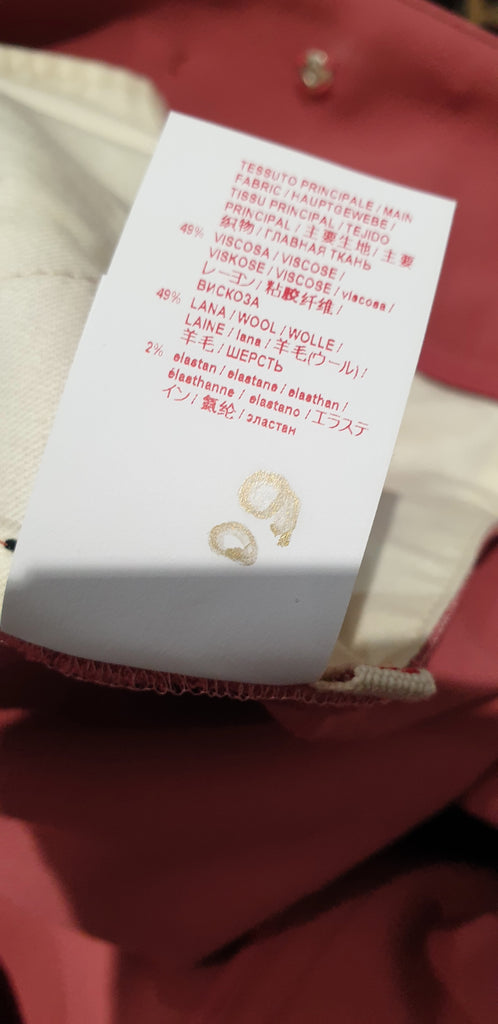 TESSUTO PRINCIPALE / MAIN
FABRIC / HAUPTGEWEBE /
TISSU PRINCIPAL / TEJIDO
PRINCIPAL / 主要生地 / 主要
织物 / ГЛАВНАЯ ТКАНЬ
49% VISCOSA / VISCOSE /
VISKOSE / VISCOSE / viscosa /
レーヨン / 粘胶纤维 /
ВИСКОЗА
49% LANA / WOOL / WOLLE /
LAINE / lana / 羊毛(ウール) /
羊毛 / ШЕРСТЬ
2% elastan / elastane / elasthan /
élasthanne / elastano / エラステ
イン / 氨纶 / эластан